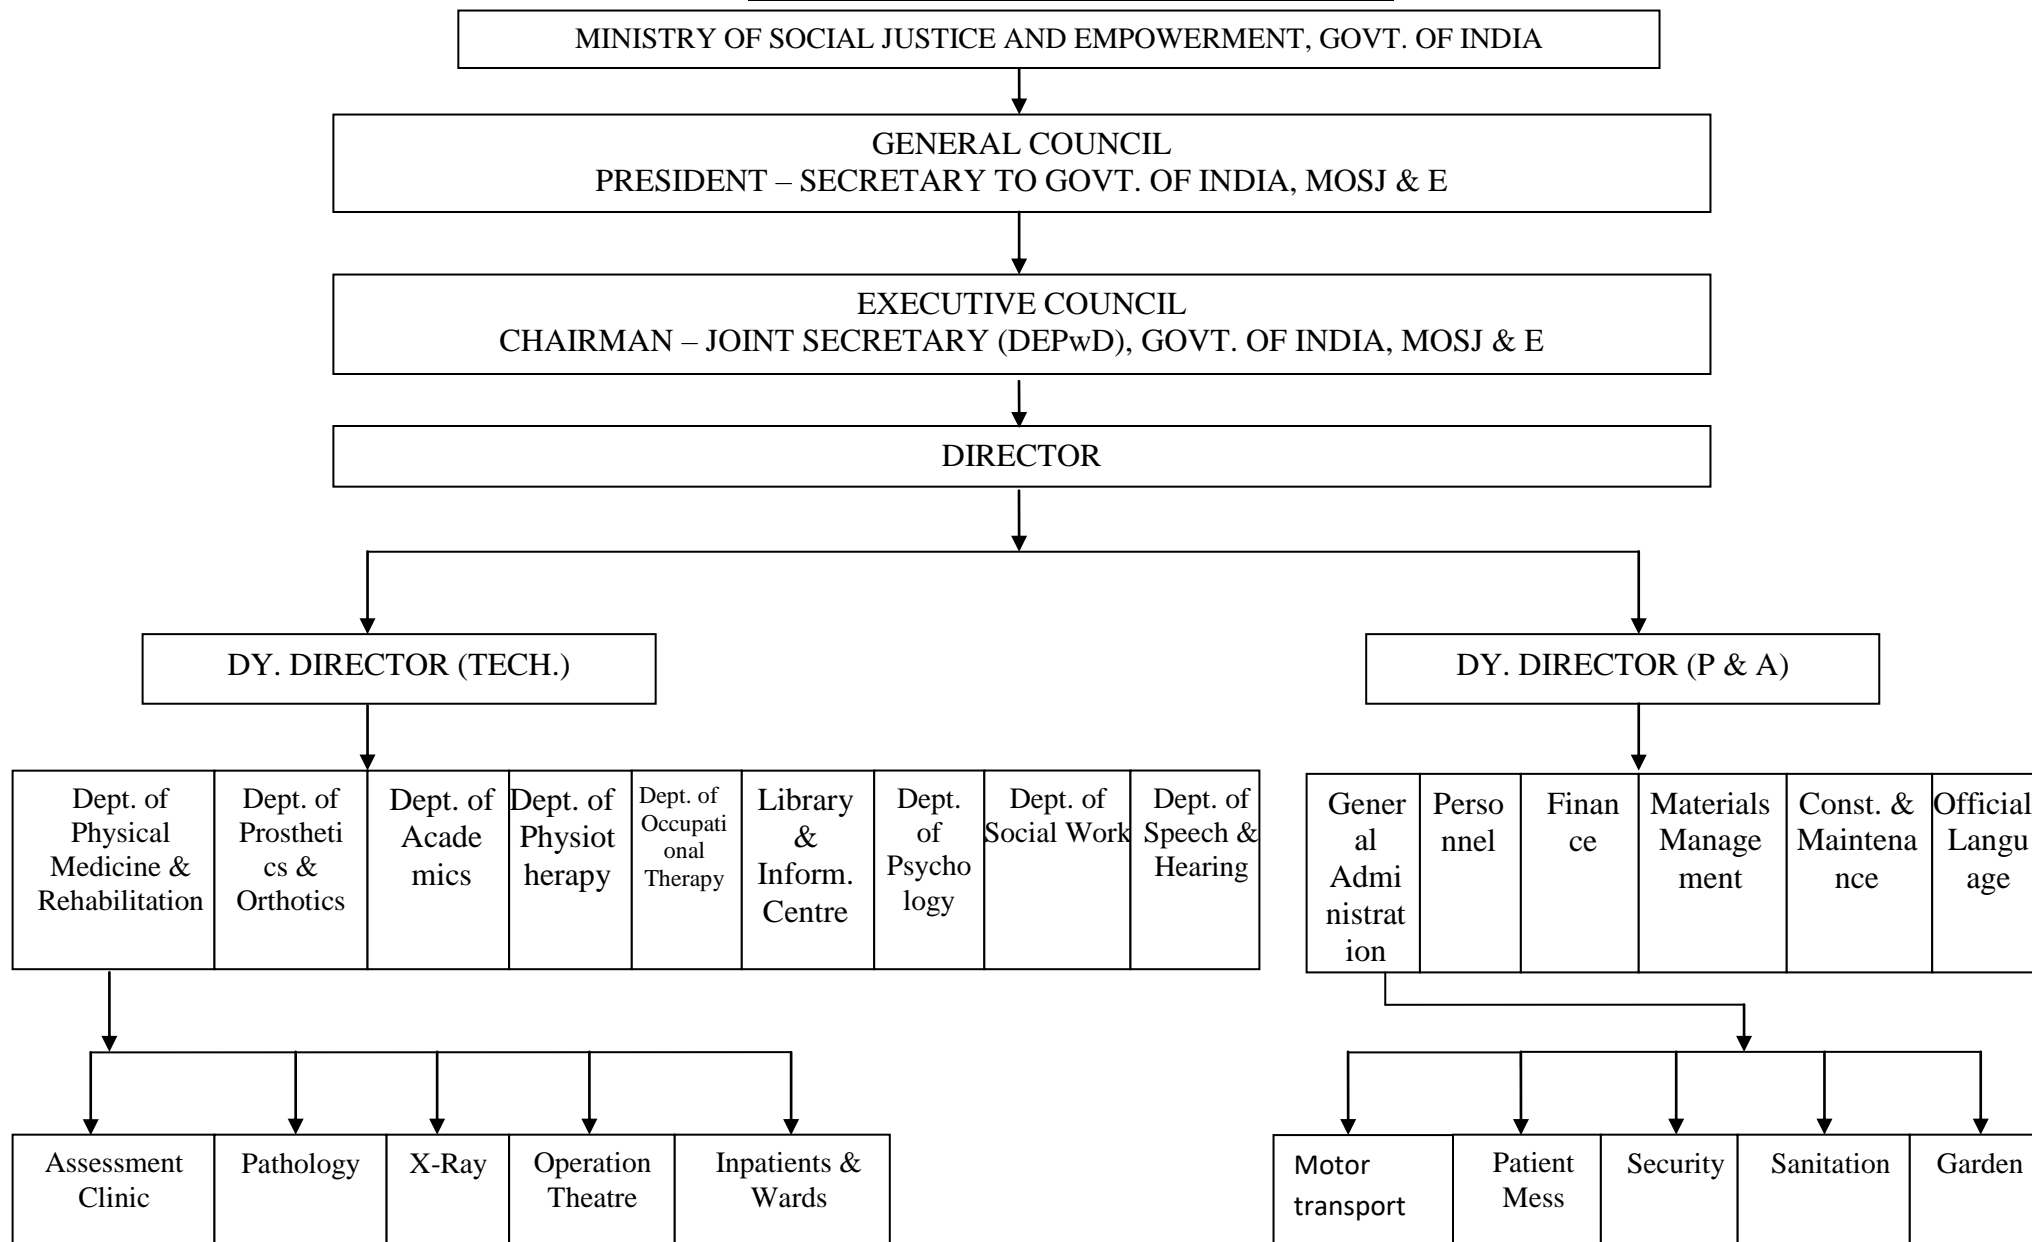 MINISTRY OF SOCIAL JUSTICE AND EMPOWERMENT, GOVT. OF INDIA
GENERAL COUNCIL
PRESIDENT – SECRETARY TO GOVT. OF INDIA, MOSJ & E
EXECUTIVE COUNCIL
CHAIRMAN – JOINT SECRETARY (DEPwD), GOVT. OF INDIA, MOSJ & E
DIRECTOR
DY. DIRECTOR (TECH.)
DY. DIRECTOR (P & A)
Dept. of
Physical
Medicine &
Rehabilitation
Dept. of
Prostheti
cs &
Orthotics
Dept. of
Acade
mics
Dept. of
Physiot
herapy
Dept. of
Occupati
onal
Therapy
Library
&
Inform.
Centre
Dept.
of
Psycho
logy
Dept. of
Social Work
Dept. of
Speech &
Hearing
Gener
al
Admi
nistrat
ion
Perso
nnel
Finan
ce
Materials
Manage
ment
Const. &
Maintena
nce
Official
Langu
age
Assessment
Clinic
Pathology
X-Ray
Operation
Theatre
Inpatients &
Wards
Motor
transport
Patient
Mess
Security
Sanitation
Garden